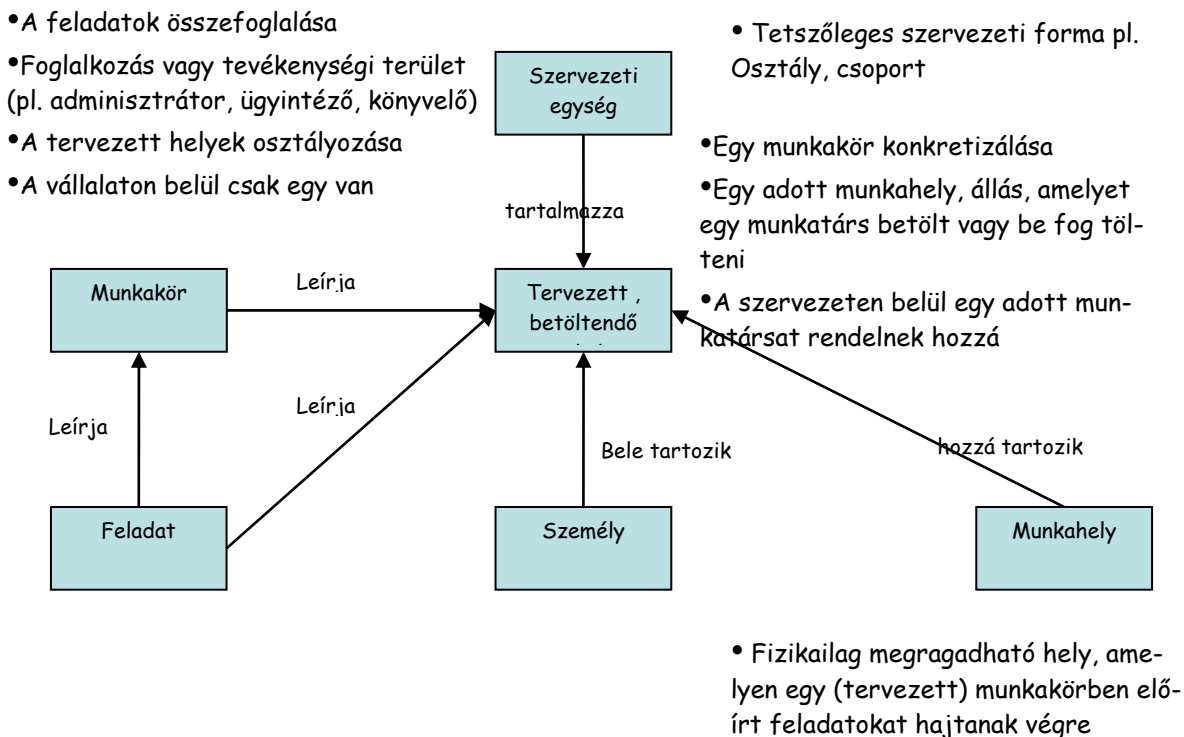 •A feladatok összefoglalása
•Foglalkozás vagy tevékenységi terület
(pl. adminisztrátor, ügyintéző, könyvelő)
•A tervezett helyek osztályozása
•A vállalaton belül csak egy van
• Tetszőleges szervezeti forma pl.
Osztály, csoport
Szervezeti
egység
•Egy munkakör konkretizálása
•Egy adott munkahely, állás, amelyet
egy munkatárs betölt vagy be fog töl-
teni
•A szervezeten belül egy adott mun-
katársat rendelnek hozzá
tartalmazza
Munkakör
Leírja
Tervezett ,
betöltendő
Leírja
Leírja
Bele tartozik
hozzá tartozik
Feladat
Személy
Munkahely
• Fizikailag megragadható hely, ame-
lyen egy (tervezett) munkakörben elő-
írt feladatokat hajtanak végre